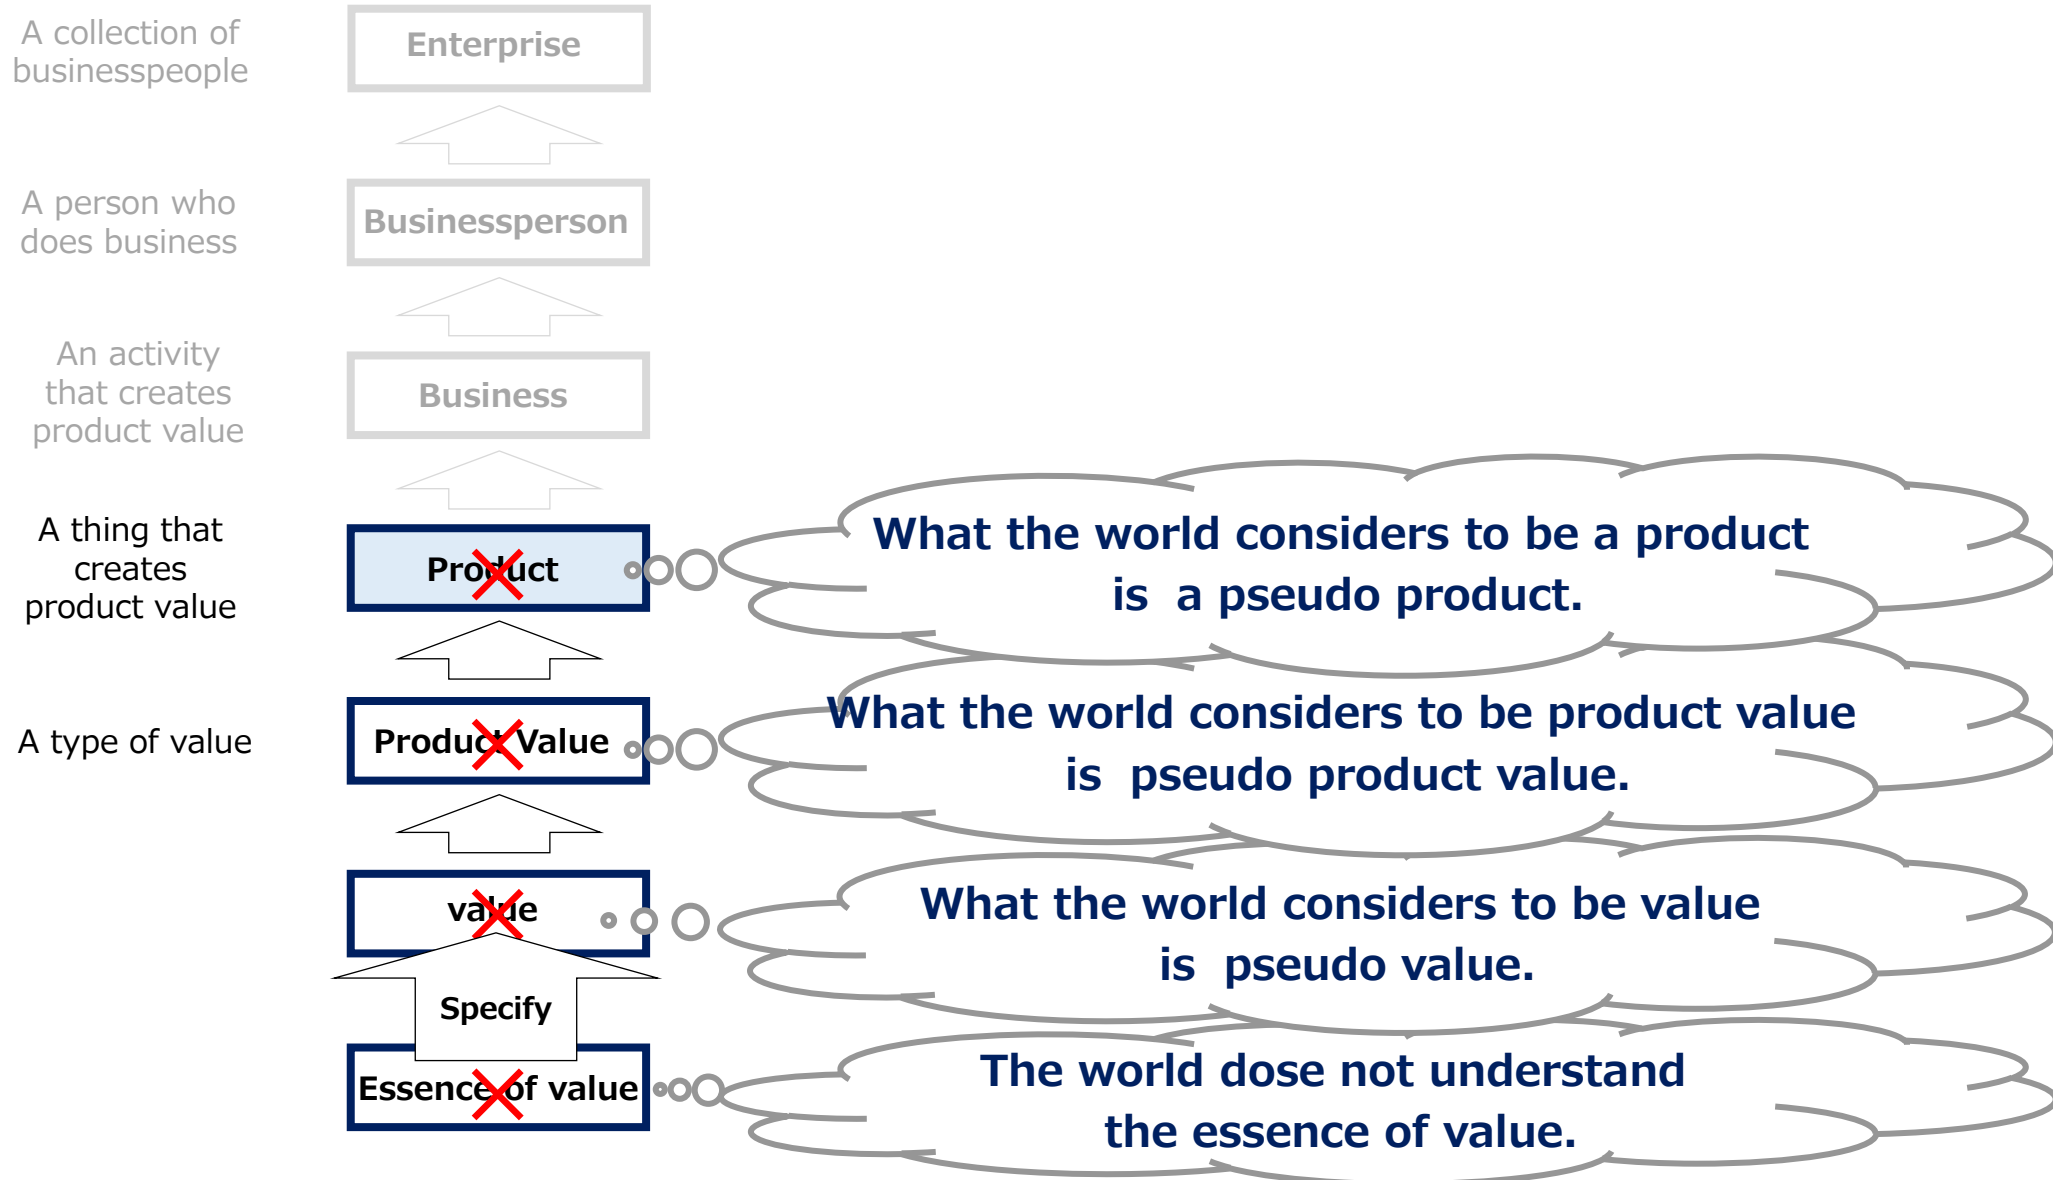 A collection of
businesspeople
Enterprise
A person who
does business
Businessperson
An activity
that creates
product value
Business
A thing that
creates
product value
Product
What the world considers to be a product
is  a pseudo product.
A type of value
Product Value
What the world considers to be product value
is  pseudo product value.
value
What the world considers to be value
is  pseudo value.
Specify
Essence of value
The world dose not understand
the essence of value.